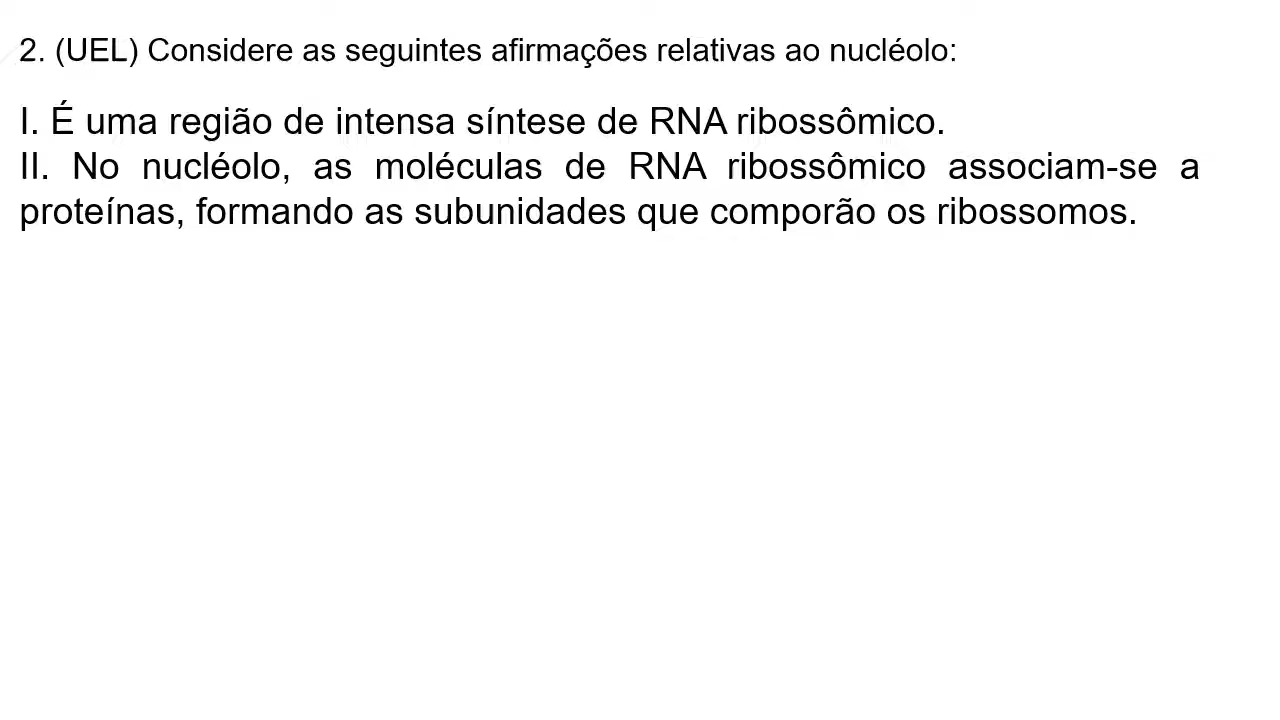 2. (UEL) Considere as seguintes afirmações relativas ao nucléolo:
I. É uma região de intensa síntese de RNA ribossômico.
II. No nucléolo, as moléculas de RNA ribossômico associam-se a
proteínas, formando as subunidades que comporão os ribossomos.